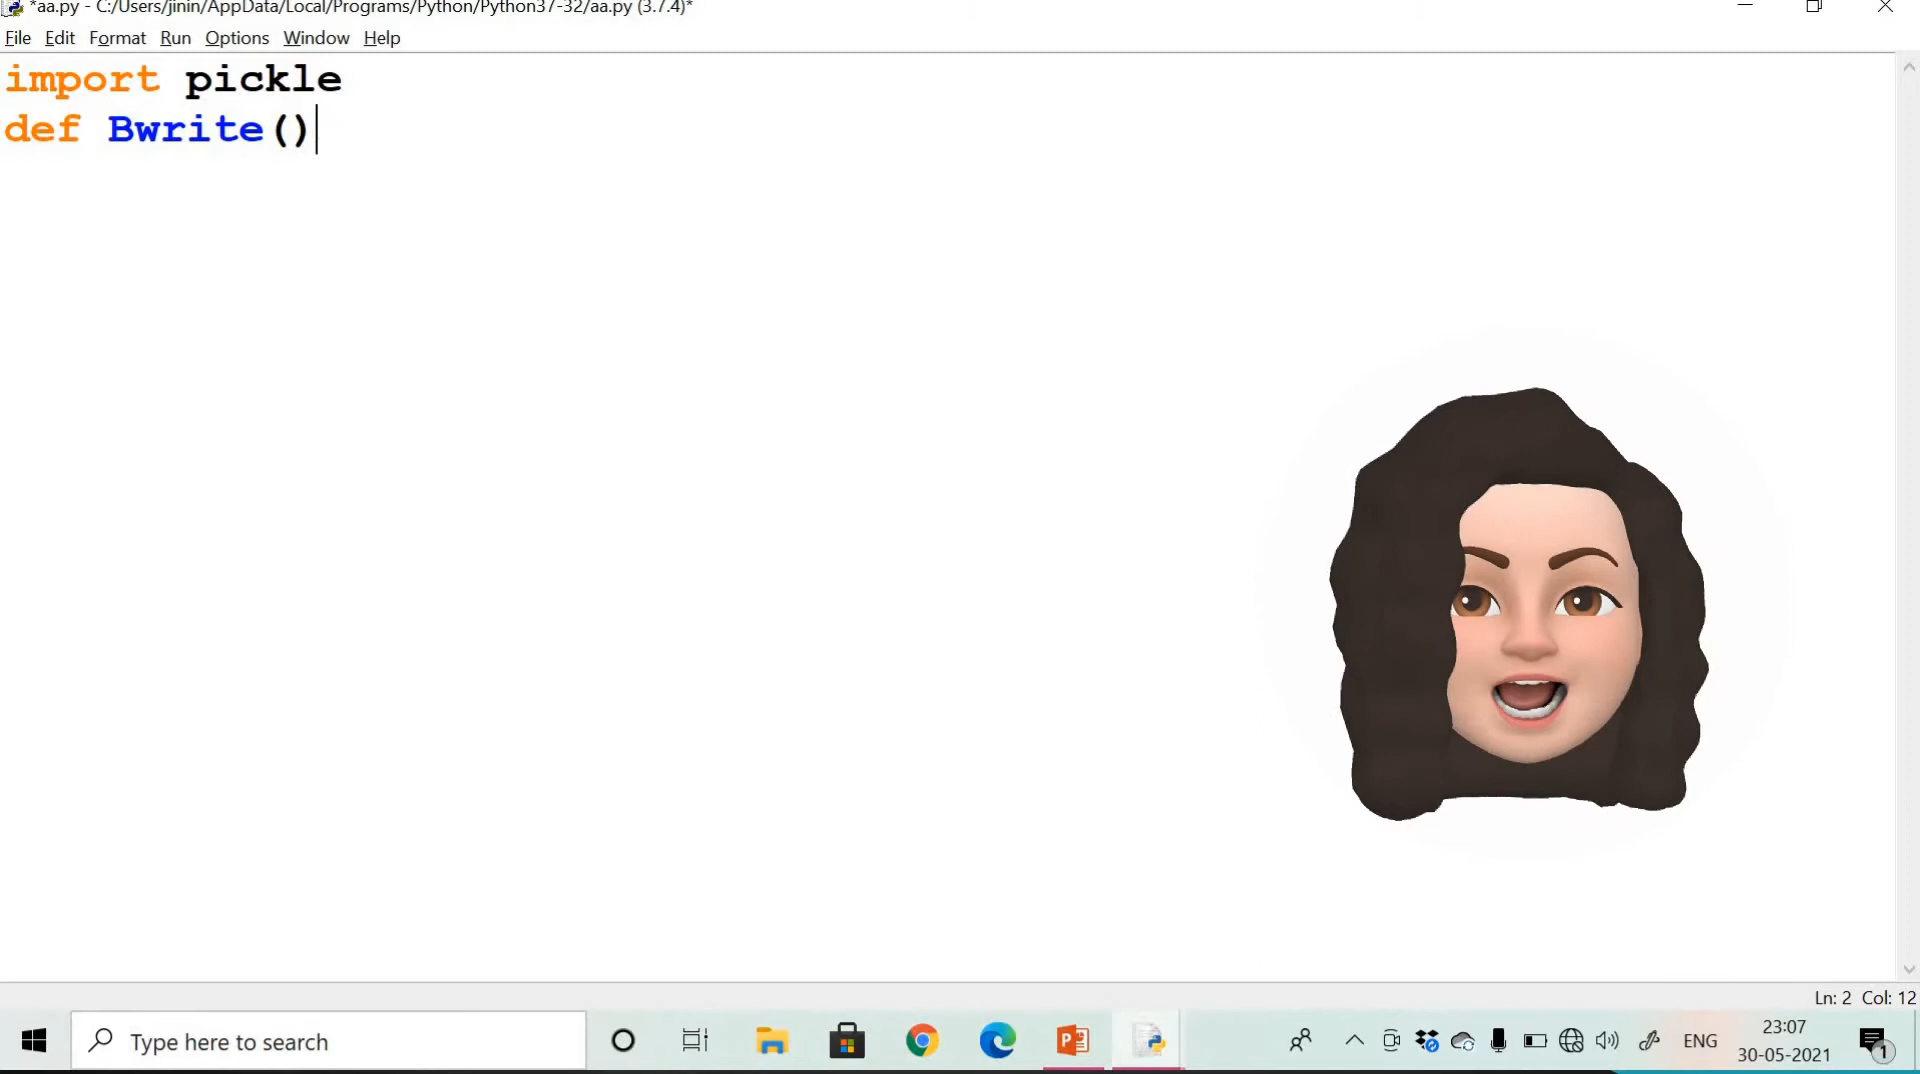 *aa.py - C:/Users/jinin/AppData/Local/Programs/Python/Python37-32/aa.py (3.7.4)*
File Edit Format Run Options Window Help
import pickle
def Bwrite()
Ln: 2 Col: 12
Type here to search
ENG
23:07
30-05-2021
1